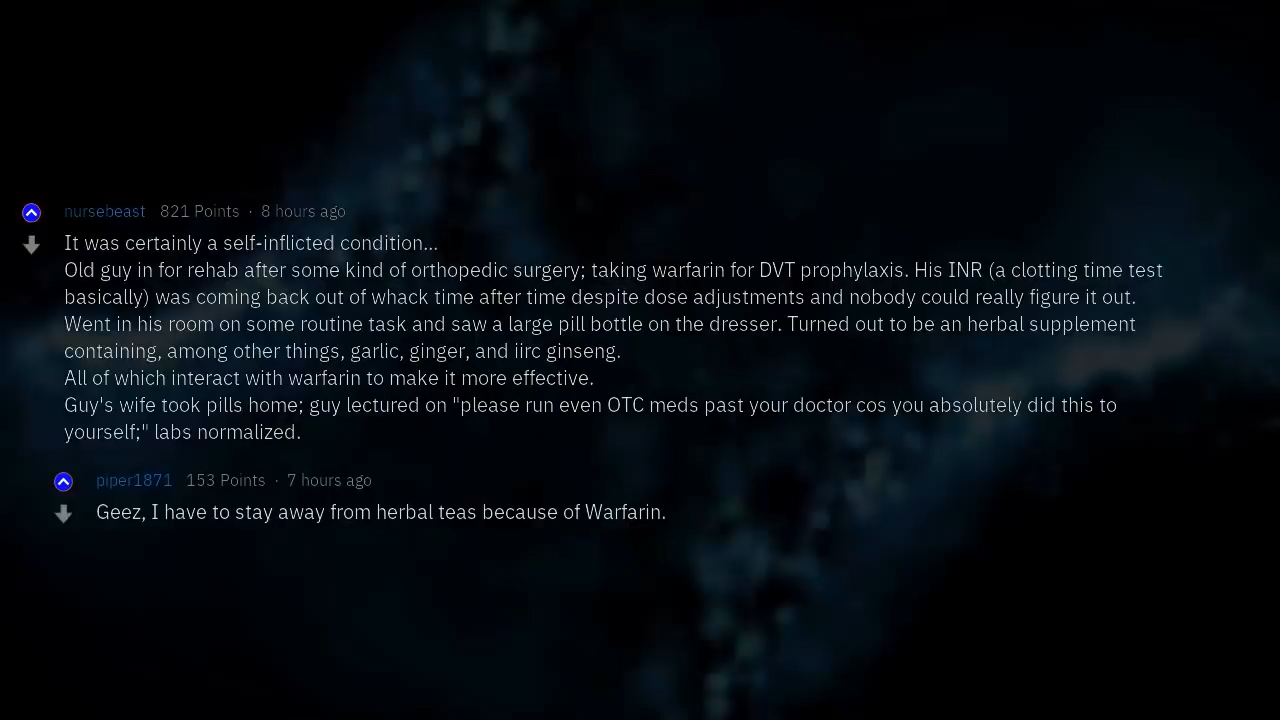 nursebeast 821 Points · 8 hours ago
It was certainly a self-inflicted condition...
Old guy in for rehab after some kind of orthopedic surgery; taking warfarin for DVT prophylaxis. His INR (a clotting time test
basically) was coming back out of whack time after time despite dose adjustments and nobody could really figure it out.
Went in his room on some routine task and saw a large pill bottle on the dresser. Turned out to be an herbal supplement
containing, among other things, garlic, ginger, and iirc ginseng.
All of which interact with warfarin to make it more effective.
Guy's wife took pills home; guy lectured on "please run even OTC meds past your doctor cos you absolutely did this to
yourself;" labs normalized.
piper1871 153 Points · 7 hours ago
Geez, I have to stay away from herbal teas because of Warfarin.